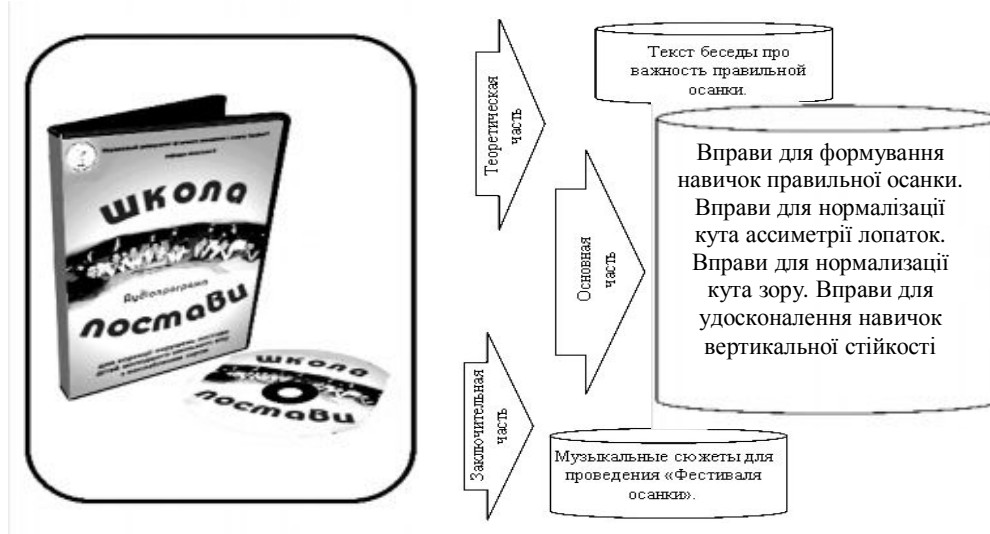 школа
Аудіопрограма
постави
школа
постави
Теоретическая
часть
Текст беседы про
важность правильной
осанки.
Основная
часть
Вправи для формування
навичок правильної осанки.
Вправи для нормалізації
кута ассиметрії лопаток.
Вправи для нормализації
кута зору. Вправи для
удосконалення навичок
вертикальної стійкості
Заключительная
часть
Музыкальные сюжеты для
проведения «Фестиваля
осанки».